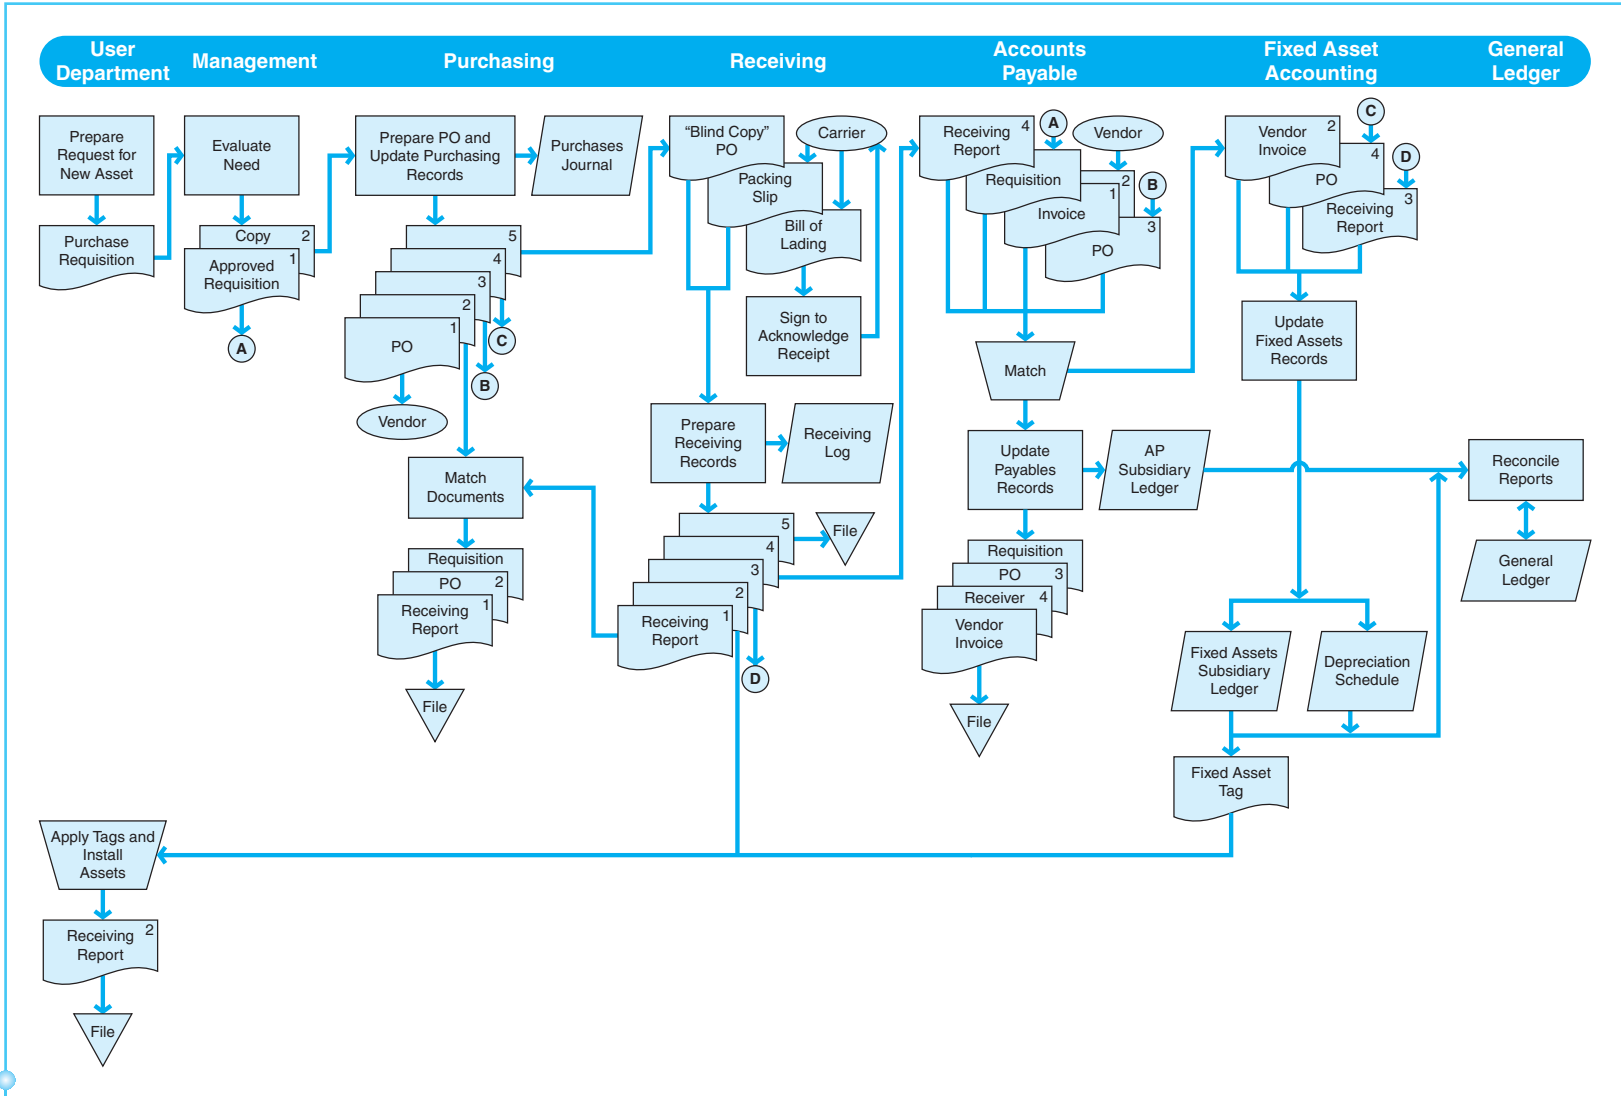 User
Department
Management
Purchasing
Receiving
Accounts
Payable
Fixed Asset
Accounting
General
Ledger
Prepare
Request for
New Asset
Purchase
Requisition
Evaluate
Need
Copy 2
Approved 1
Requisition
A
Prepare PO and
Update Purchasing
Records
Purchases
Journal
5
4
3
2
1
PO
C
B
Vendor
Match
Documents
Requisition
PO 2
Receiving 1
Report
File
“Blind Copy”
PO
Carrier
Packing
Slip
Bill of
Lading
Sign to
Acknowledge
Receipt
Prepare
Receiving
Records
Receiving
Log
5
4
3
2
Receiving 1
Report
File
D
Receiving 4
Report
A
Vendor
Requisition
2
B
1
Invoice
3
PO
Match
Update
Payables
Records
AP
Subsidiary
Ledger
Requisition
PO 3
Receiver 4
Vendor
Invoice
File
C
Vendor 2
Invoice
4
PO
D
Receiving 3
Report
Update
Fixed Assets
Records
Fixed Assets
Subsidiary
Ledger
Depreciation
Schedule
Fixed Asset
Tag
Reconcile
Reports
General
Ledger
Apply Tags and
Install
Assets
Receiving 2
Report
File